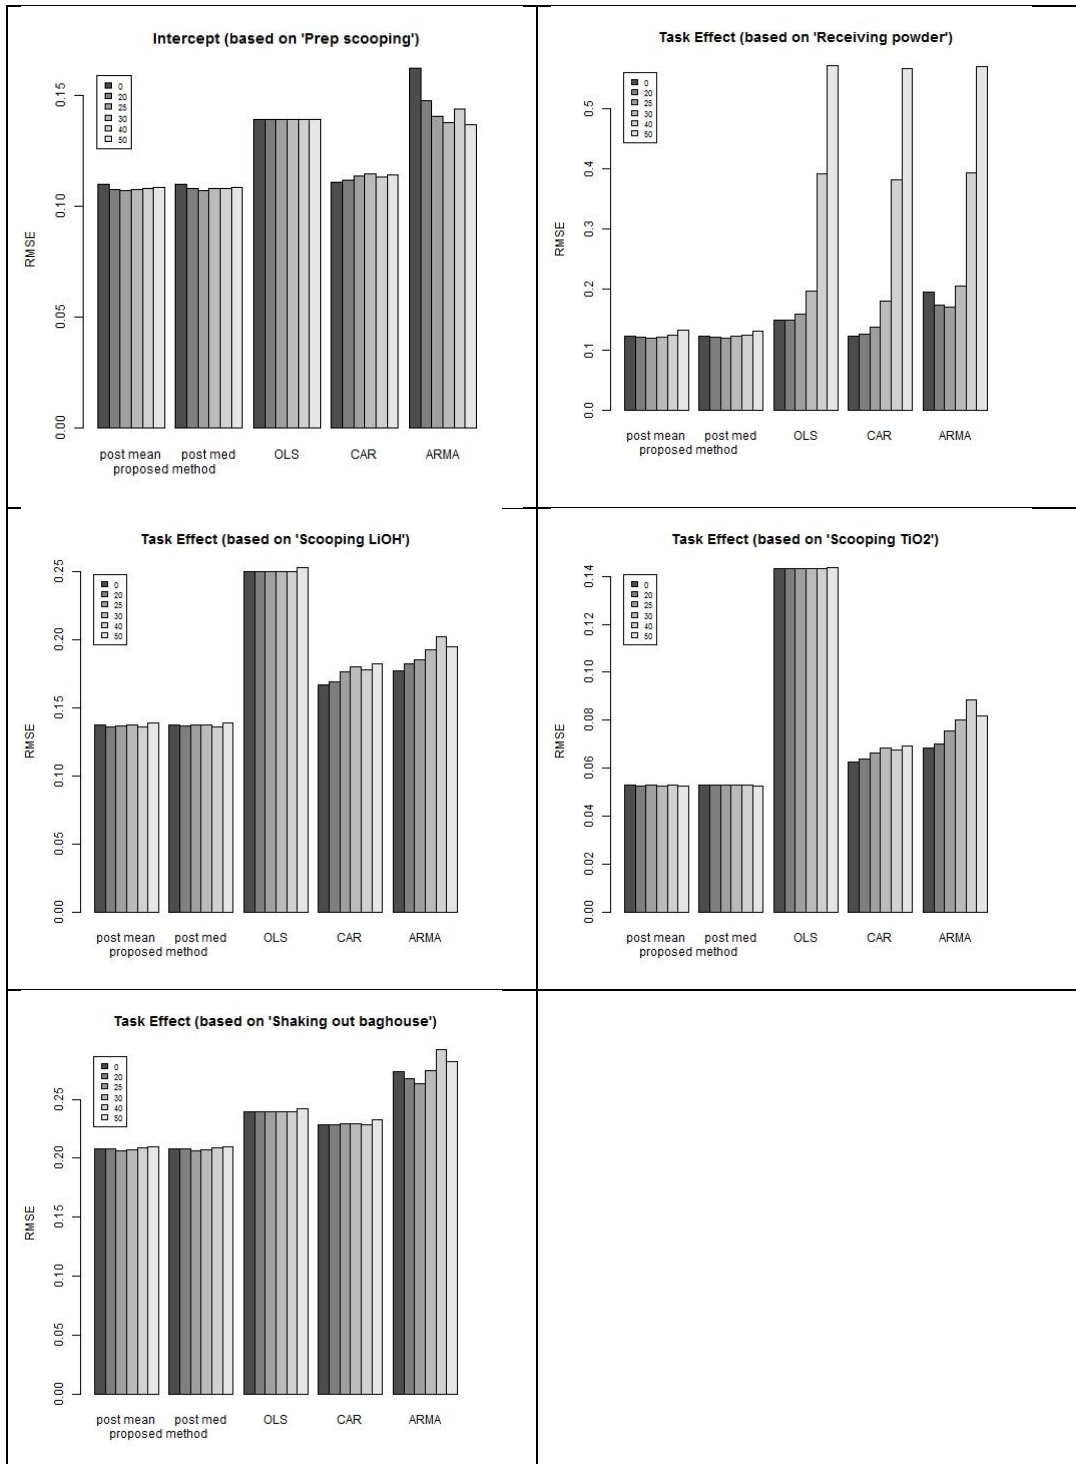 Intercept (based on 'Prep scooping')
0
20
25
30
40
50
RMSE
0.15
0.10
0.05
0.00
post mean
post med
OLS
CAR
ARMA
proposed method
Task Effect (based on 'Receiving powder')
0
20
25
30
40
50
RMSE
0.5
0.4
0.3
0.2
0.1
0.0
post mean
post med
OLS
CAR
ARMA
proposed method
Task Effect (based on 'Scooping LiOH')
0
20
25
30
40
50
RMSE
0.25
0.20
0.15
0.10
0.05
0.00
post mean
post med
OLS
CAR
ARMA
proposed method
Task Effect (based on 'Scooping TiO2')
0
20
25
30
40
50
RMSE
0.14
0.12
0.10
0.08
0.06
0.04
0.02
0.00
post mean
post med
OLS
CAR
ARMA
proposed method
Task Effect (based on 'Shaking out baghouse')
0
20
25
30
40
50
RMSE
0.25
0.20
0.15
0.10
0.05
0.00
post mean
post med
OLS
CAR
ARMA
proposed method